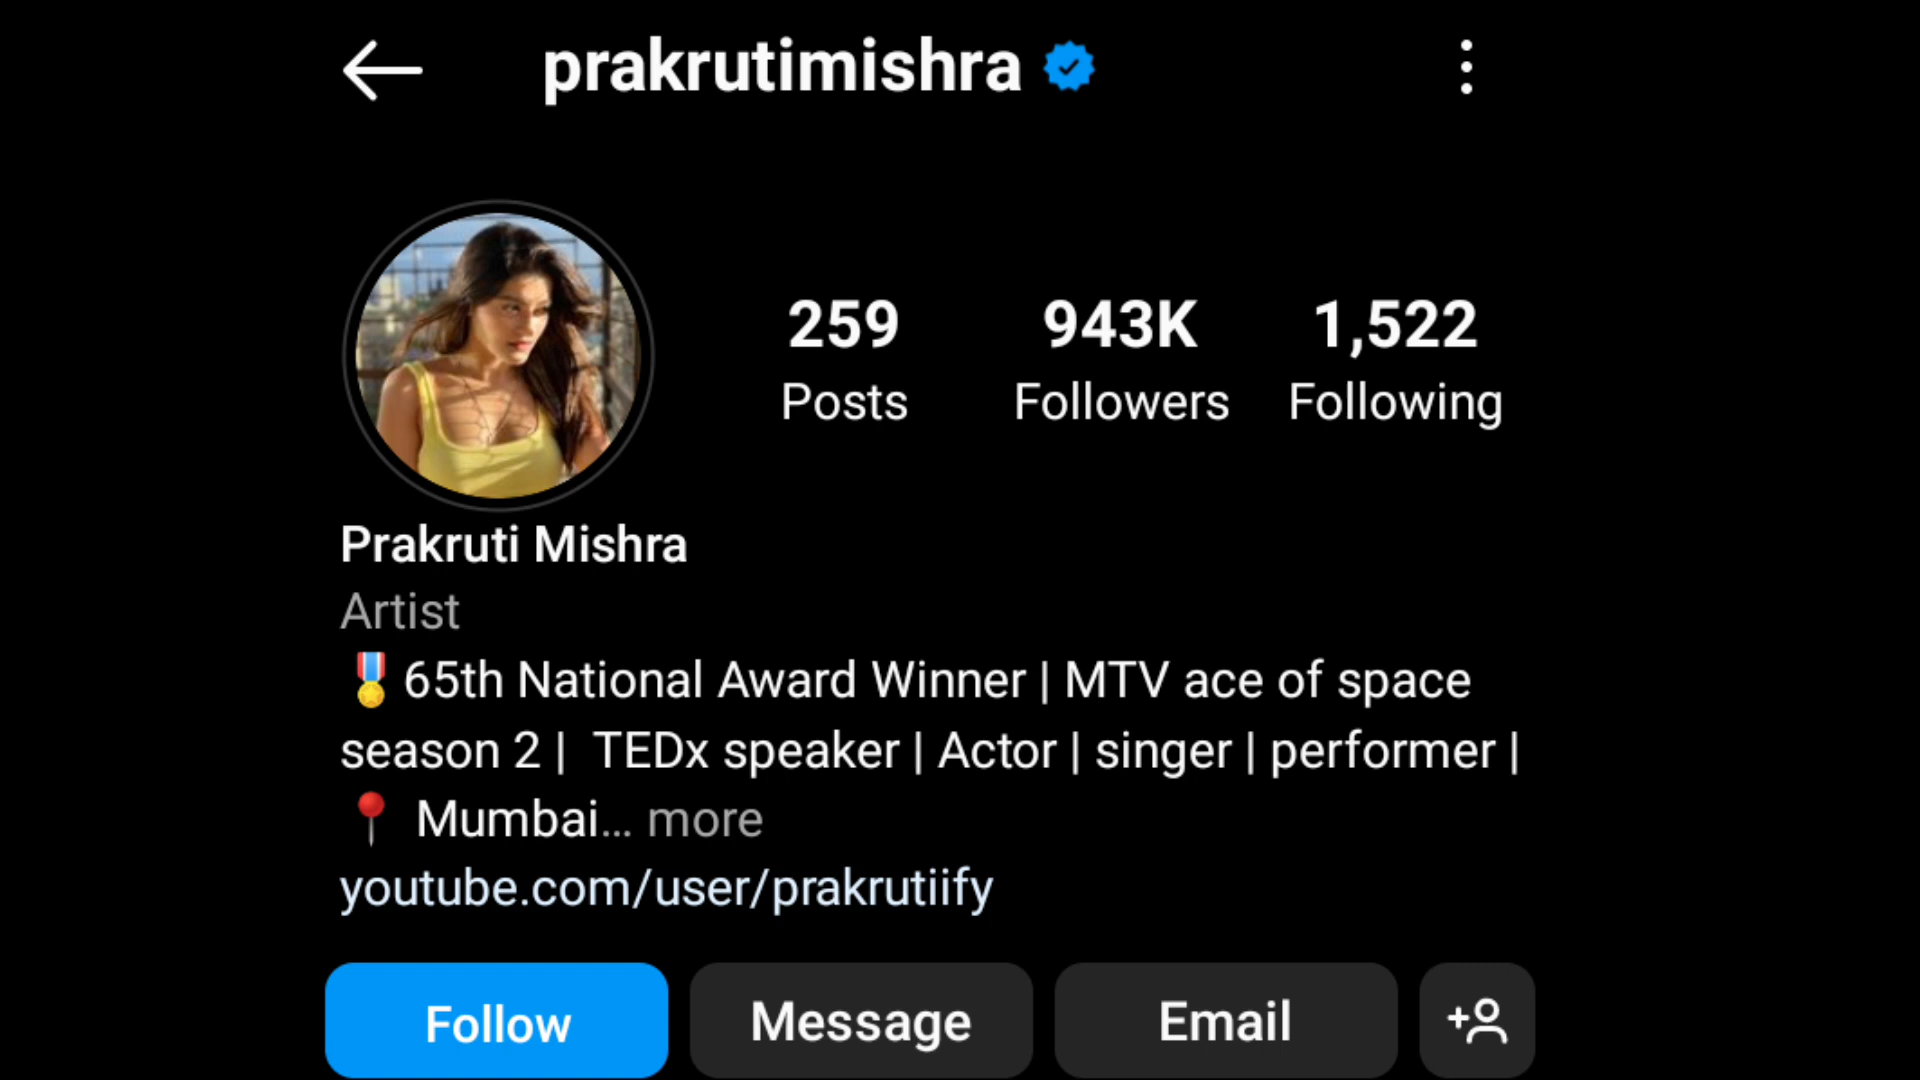 prakrutimishra
259 943K 1,522
Posts Followers Following
Prakruti Mishra
Artist
🎖️65th National Award Winner | MTV ace of space
season 2 |  TEDx speaker | Actor | singer | performer |
📍 Mumbai... more
youtube.com/user/prakrutiify
Follow Message Email